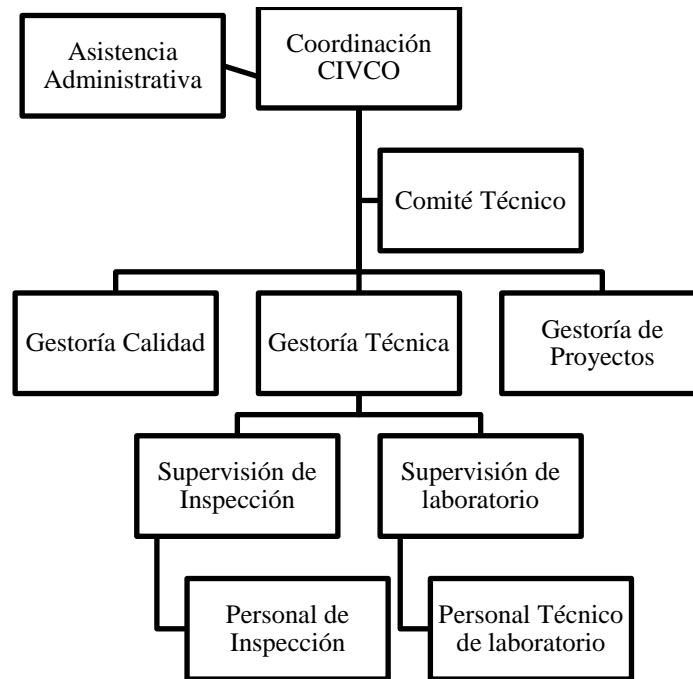 Asistencia
Administrativa
Coordinación
CIVCO
Comité Técnico
Gestoría Calidad
Gestoría Técnica
Gestoría de
Proyectos
Supervisión de
Inspección
Supervisión de
laboratorio
Personal de
Inspección
Personal Técnico
de laboratorio